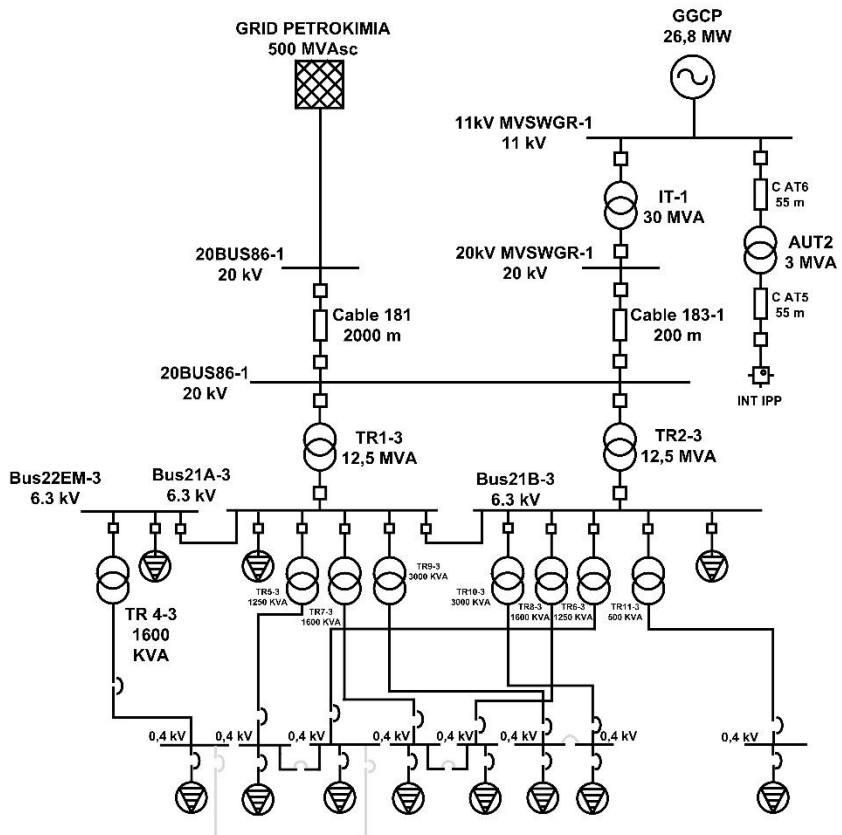 GRID PETROKIMIA
500 MVAsc
GGCP
26,8 MW
11kV MVSWGR-1
11 kV
C AT6
55 m
IT-1
30 MVA
AUT2
3 MVA
20BUS86-1
20 kV
20kV MVSWGR-1
20 kV
C AT5
55 m
Cable 181
2000 m
Cable 183-1
200 m
20BUS86-1
20 kV
INT IPP
TR1-3
12,5 MVA
TR2-3
12,5 MVA
Bus22EM-3
6.3 kV
Bus21A-3
6.3 kV
Bus21B-3
6.3 kV
TR 4-3
1600
KVA
TR5-3
1250 KVA
TR7-3
1600 KVA
TR9-3
3000 KVA
TR10-3
3000 KVA
TR8-3
1600 KVA
TR6-3
1250 KVA
TR11-3
500 KVA
0,4 kV
0,4 kV
0,4 kV
0,4 kV
0,4 kV
0,4 kV
0,4 kV
0,4 kV